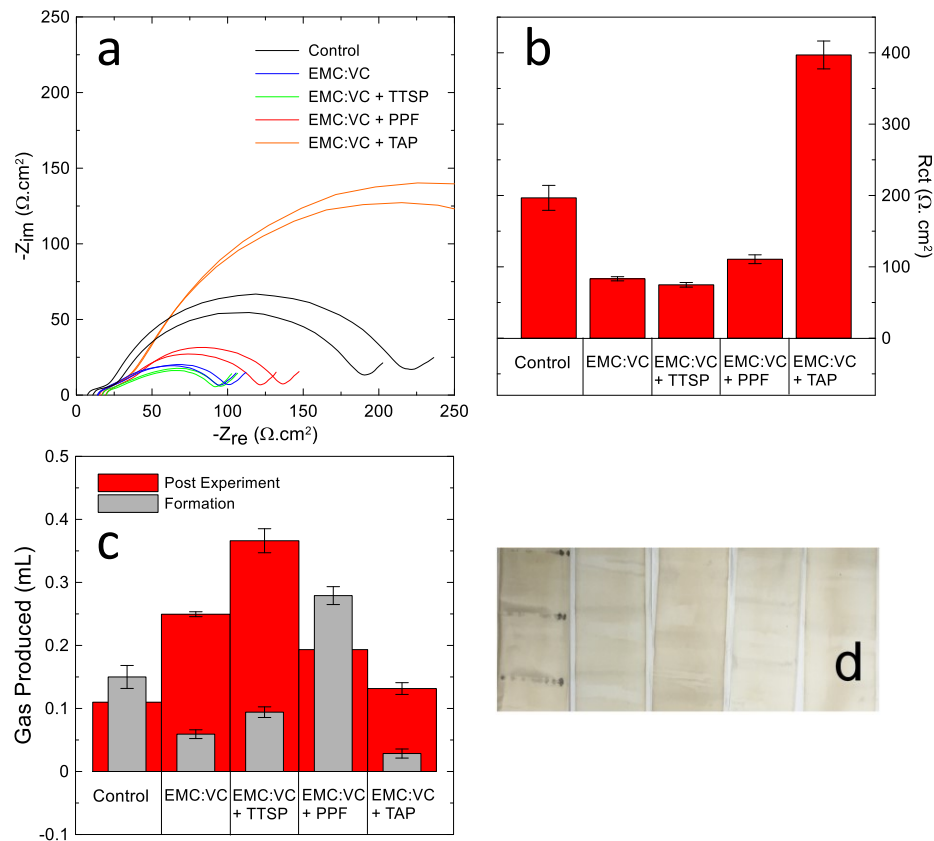 a
250
200
150
100
50
0
0 50 100 150 200 250
-Zim (Ω.cm²)
-Zre (Ω.cm²)
Control
EMC:VC
EMC:VC + TTSP
EMC:VC + PPF
EMC:VC + TAP
b
400
300
200
100
0
Rct (Ω. cm²)
Control
EMC:VC
EMC:VC
+ TTSP
EMC:VC
+ PPF
EMC:VC
+ TAP
c
0.5
0.4
0.3
0.2
0.1
0
-0.1
Gas Produced (mL)
Post Experiment
Formation
Control
EMC:VC
EMC:VC
+ TTSP
EMC:VC
+ PPF
EMC:VC
+ TAP
d